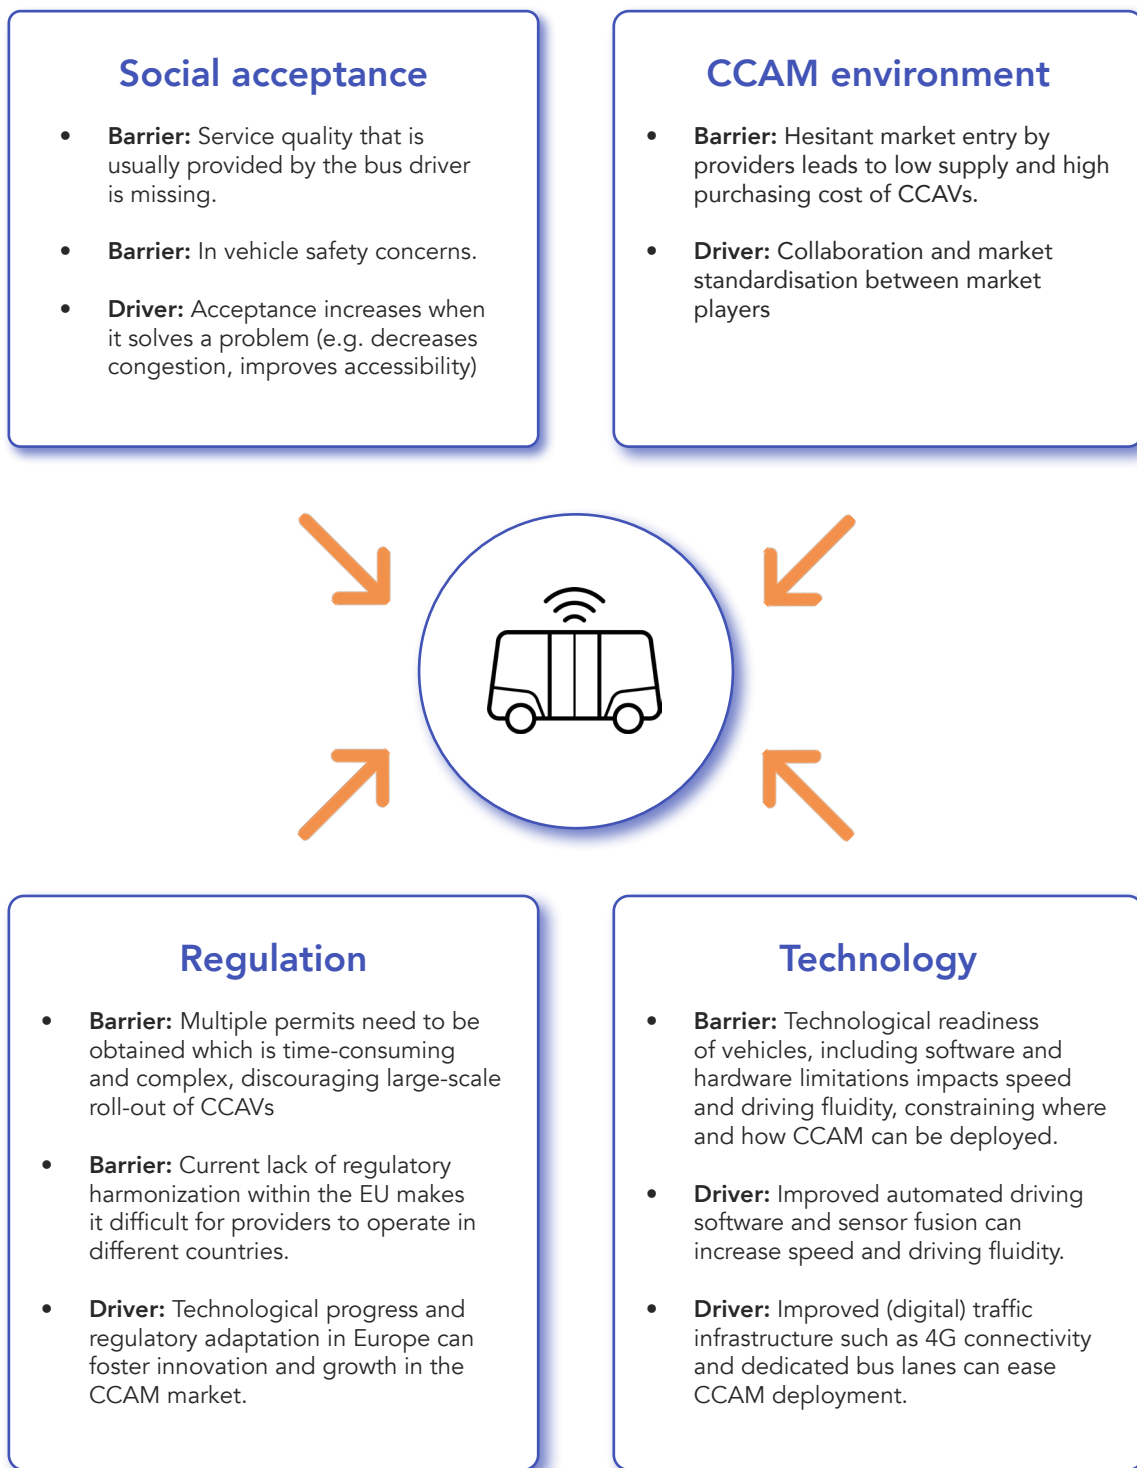 Social acceptance
• Barrier: Service quality that is
usually provided by the bus driver
is missing.
• Barrier: In vehicle safety concerns.
• Driver: Acceptance increases when
it solves a problem (e.g. decreases
congestion, improves accessibility)
CCAM environment
• Barrier: Hesitant market entry by
providers leads to low supply and high
purchasing cost of CCAVs.
• Driver: Collaboration and market
standardisation between market
players
Regulation
• Barrier: Multiple permits need to be
obtained which is time-consuming
and complex, discouraging large-scale
roll-out of CCAVs
• Barrier: Current lack of regulatory
harmonization within the EU makes
it difficult for providers to operate in
different countries.
• Driver: Technological progress and
regulatory adaptation in Europe can
foster innovation and growth in the
CCAM market.
Technology
• Barrier: Technological readiness
of vehicles, including software and
hardware limitations impacts speed
and driving fluidity, constraining where
and how CCAM can be deployed.
• Driver: Improved automated driving
software and sensor fusion can
increase speed and driving fluidity.
• Driver: Improved (digital) traffic
infrastructure such as 4G connectivity
and dedicated bus lanes can ease
CCAM deployment.